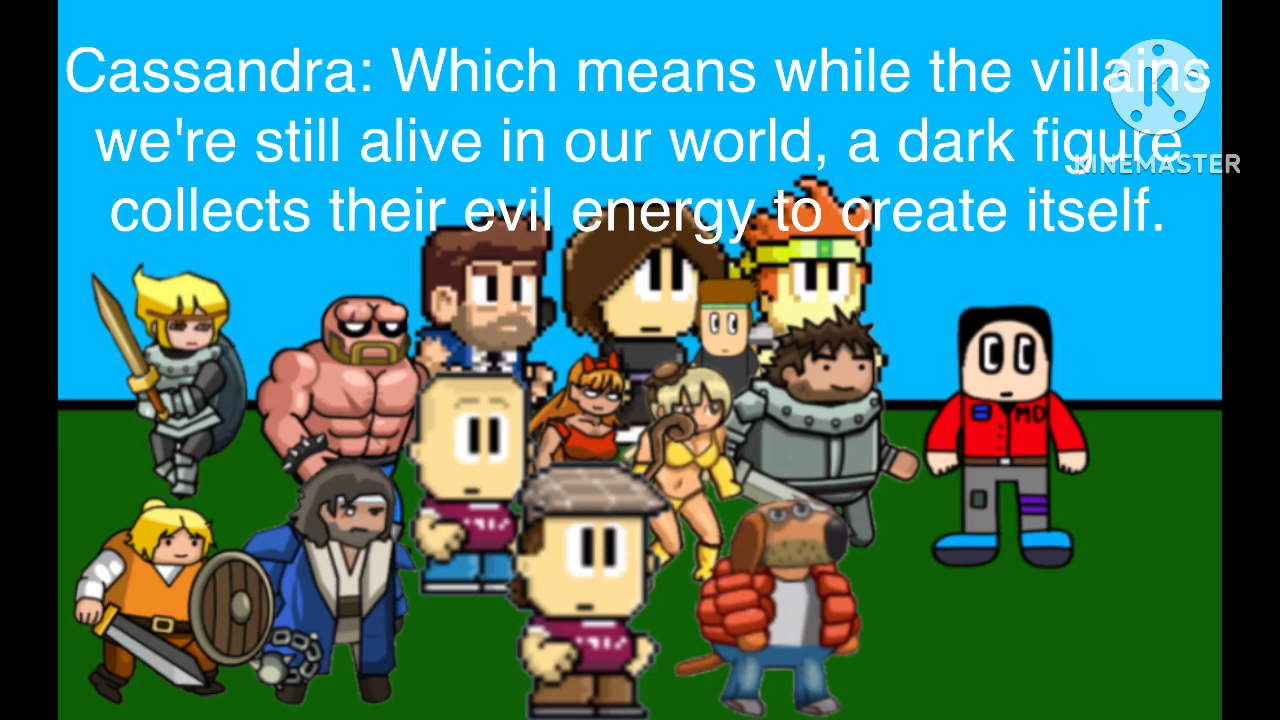 Cassandra: Which means while the villains
we're still alive in our world, a dark figure
collects their evil energy to create itself.
K
KINEMASTER
MD